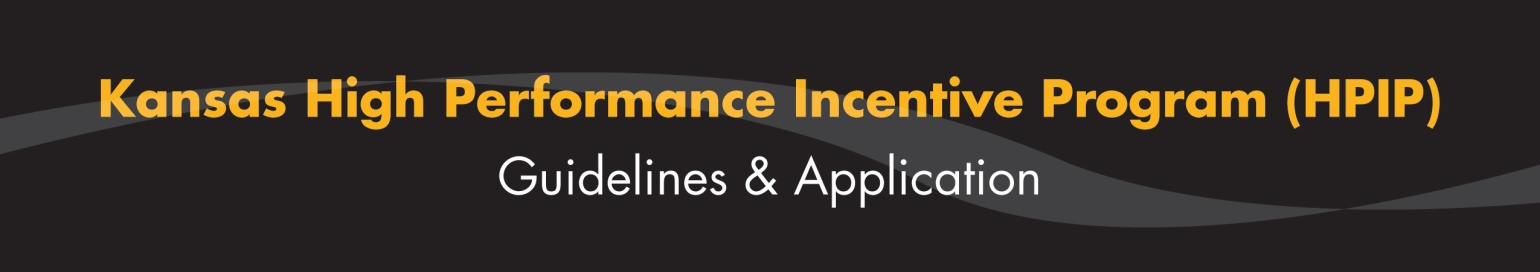 Kansas High Performance Incentive Program (HPIP)
Guidelines & Application